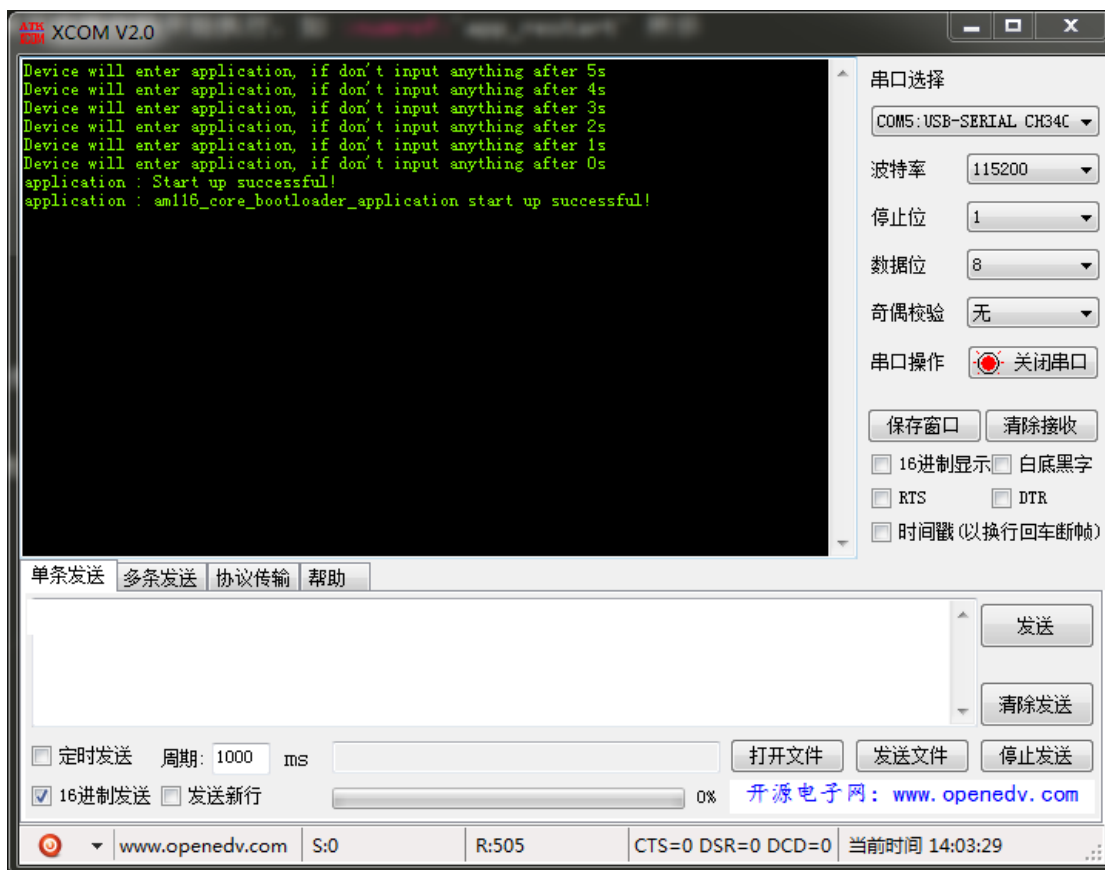 ATK
XCOM V2.0
Device will enter application, if don't input anything after 5s
Device will enter application, if don't input anything after 4s
Device will enter application, if don't input anything after 3s
Device will enter application, if don't input anything after 2s
Device will enter application, if don't input anything after 1s
Device will enter application, if don't input anything after 0s
application : Start up successful!
application : am116_core_bootloader_application start up successful!
串口选择
COM5:USB-SERIAL CH34C
波特率 115200
停止位 1
数据位 8
奇偶校验 无
串口操作 关闭串口
保存窗口 清除接收
16进制显示 白底黑字
RTS DTR
时间戳(以换行回车断帧)
单条发送 多条发送 协议传输 帮助
发送
清除发送
定时发送 周期: 1000 ms 打开文件 发送文件 停止发送
16进制发送 发送新行 0% 开源电子网: www.openedv.com
www.openedv.com S:0 R:505 CTS=0 DSR=0 DCD=0 当前时间 14:03:29